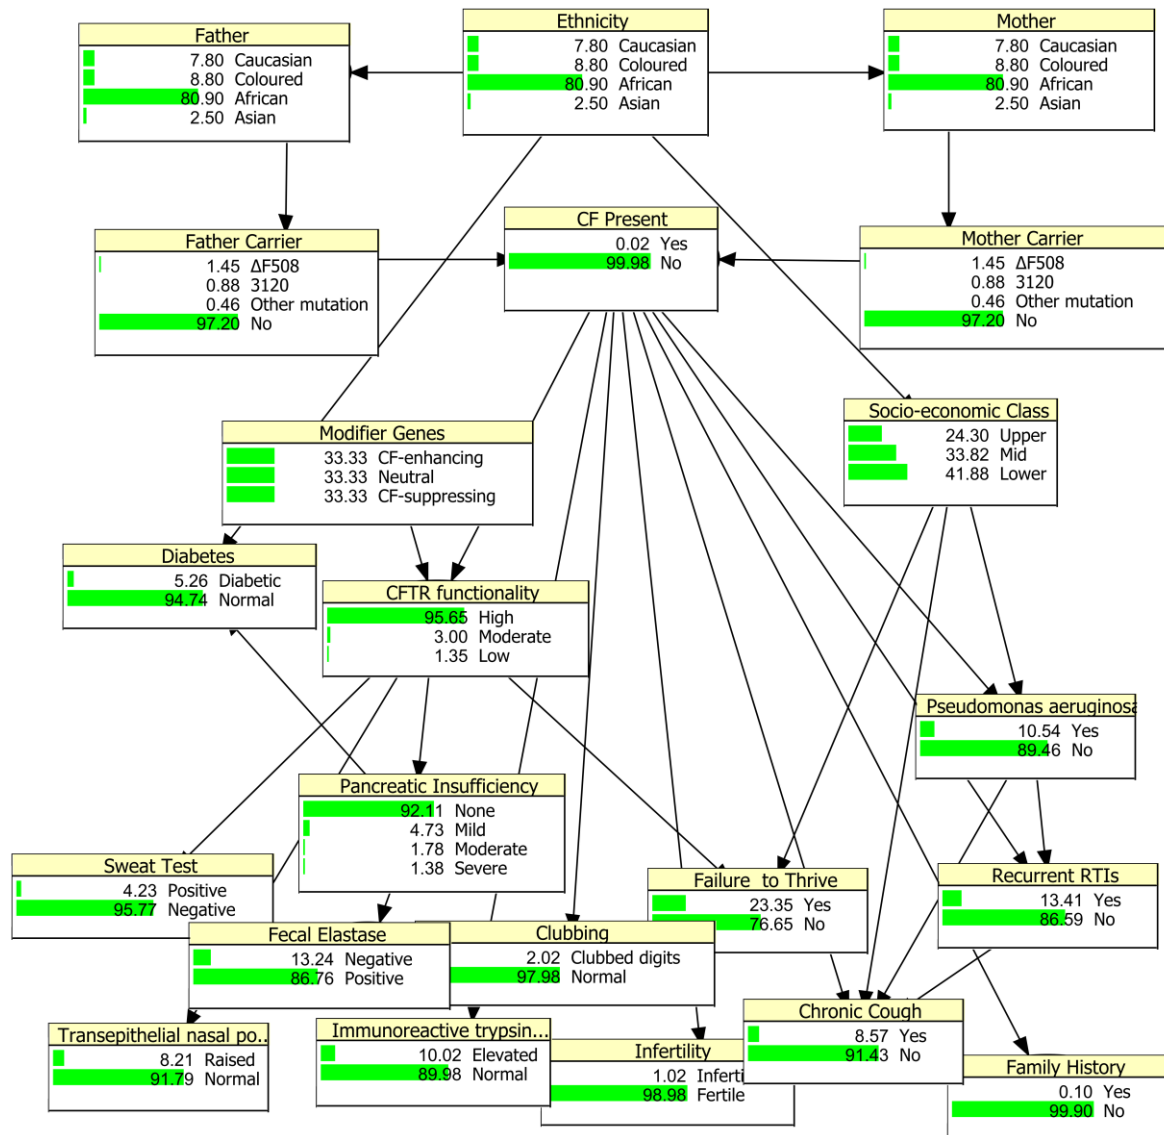 Father
7.80 Caucasian
8.80 Coloured
80.90 African
2.50 Asian
Ethnicity
7.80 Caucasian
8.80 Coloured
80.90 African
2.50 Asian
Mother
7.80 Caucasian
8.80 Coloured
80.90 African
2.50 Asian
Father Carrier
1.45 ΔF508
0.88 3120
0.46 Other mutation
97.20 No
CF Present
0.02 Yes
99.98 No
Mother Carrier
1.45 ΔF508
0.88 3120
0.46 Other mutation
97.20 No
Modifier Genes
33.33 CF-enhancing
33.33 Neutral
33.33 CF-suppressing
Socio-economic Class
24.30 Upper
33.82 Mid
41.88 Lower
Diabetes
5.26 Diabetic
94.74 Normal
CFTR functionality
95.65 High
3.00 Moderate
1.35 Low
Pseudomonas aeruginosa
10.54 Yes
89.46 No
Pancreatic Insufficiency
92.11 None
4.73 Mild
1.78 Moderate
1.38 Severe
Sweat Test
4.23 Positive
95.77 Negative
Failure to Thrive
23.35 Yes
76.65 No
Recurrent RTIs
13.41 Yes
86.59 No
Fecal Elastase
13.24 Negative
86.76 Positive
Clubbing
2.02 Clubbed digits
97.98 Normal
Transepithelial nasal po..
8.21 Raised
91.79 Normal
Immunoreactive trypsin...
10.02 Elevated
89.98 Normal
Infertility
1.02 Inferti
98.98 Fertile
Chronic Cough
8.57 Yes
91.43 No
Family History
0.10 Yes
99.90 No